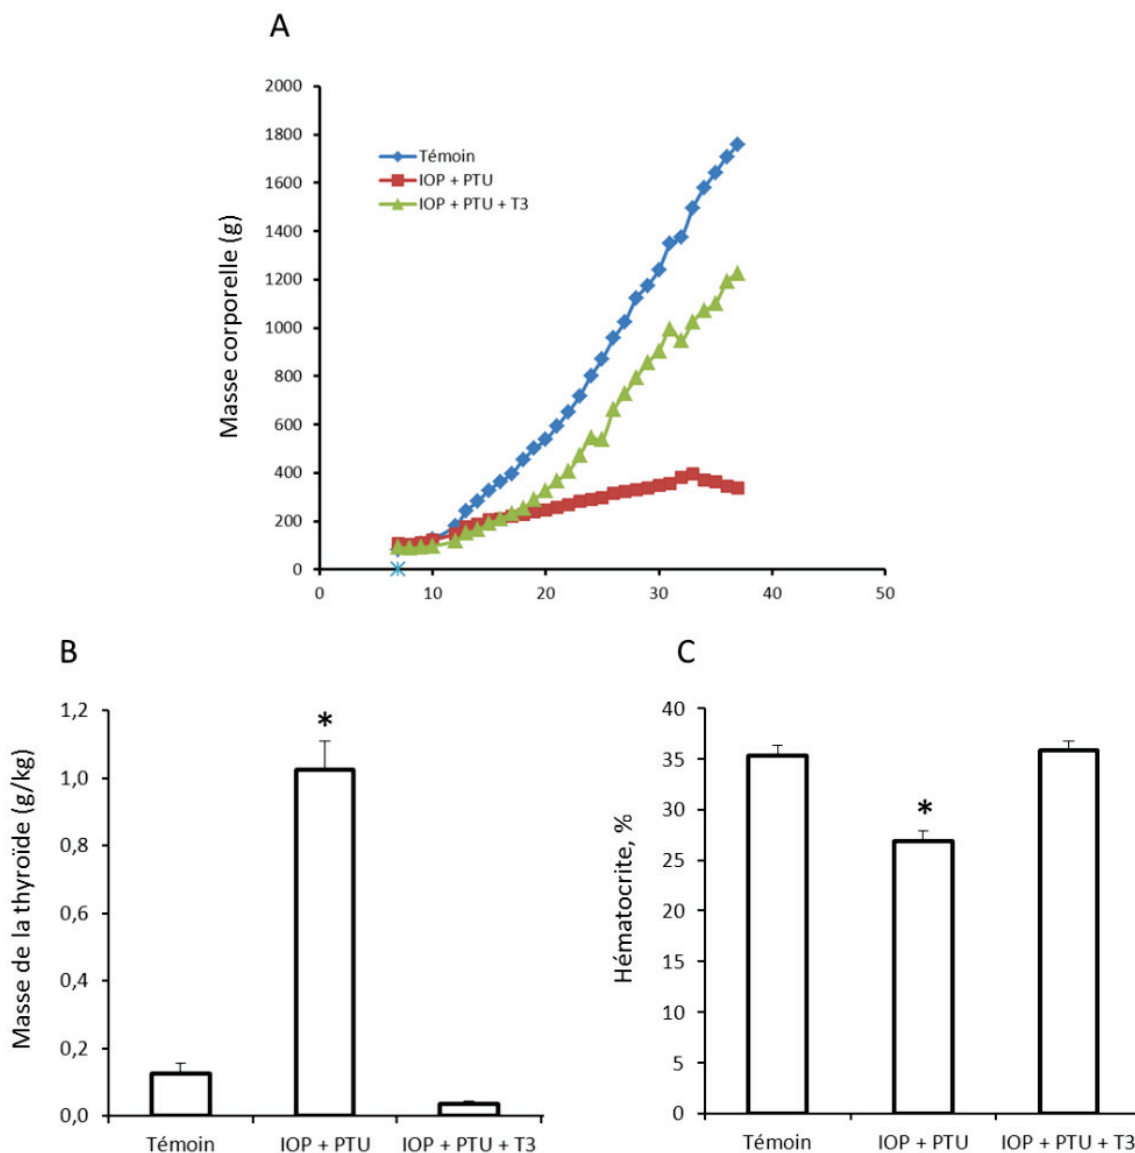 A
2000
1800
1600
1400
1200
1000
800
600
400
200
0
Masse corporelle (g)
Témoin
IOP + PTU
IOP + PTU + T3
0 10 20 30 40 50
B
Masse de la thyroïde (g/kg)
1,2
1,0
0,8
0,6
0,4
0,2
0,0
*
Témoin IOP + PTU IOP + PTU + T3
C
Hématocrite, %
40
35
30
25
20
15
10
5
0
*
Témoin IOP + PTU IOP + PTU + T3